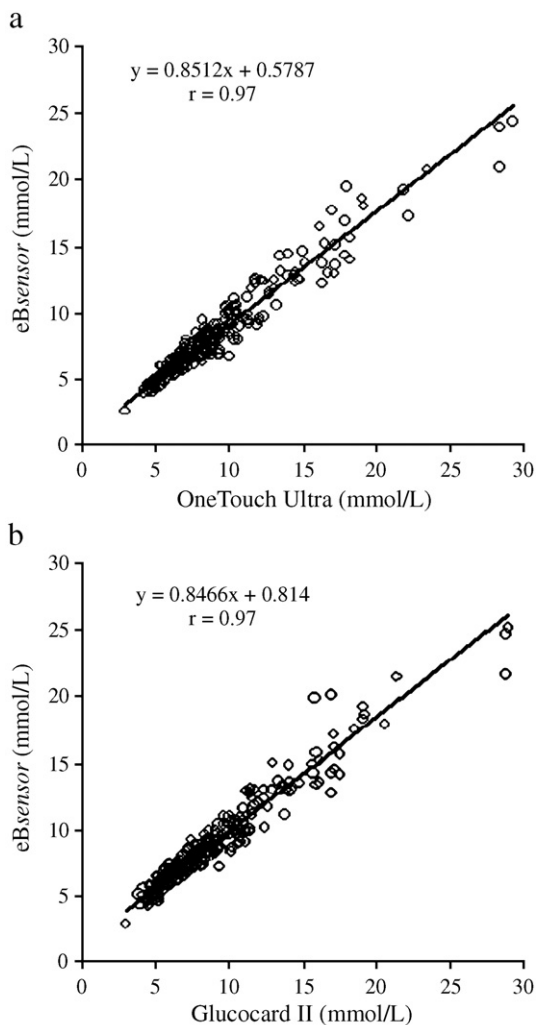 a
30
y = 0.8512x + 0.5787
r = 0.97
25
20
eBsensor (mmol/L)
15
10
5
0
0 5 10 15 20 25 30
OneTouch Ultra (mmol/L)
b
30
y = 0.8466x + 0.814
r = 0.97
25
20
eBsensor (mmol/L)
15
10
5
0
0 5 10 15 20 25 30
Glucocard II (mmol/L)